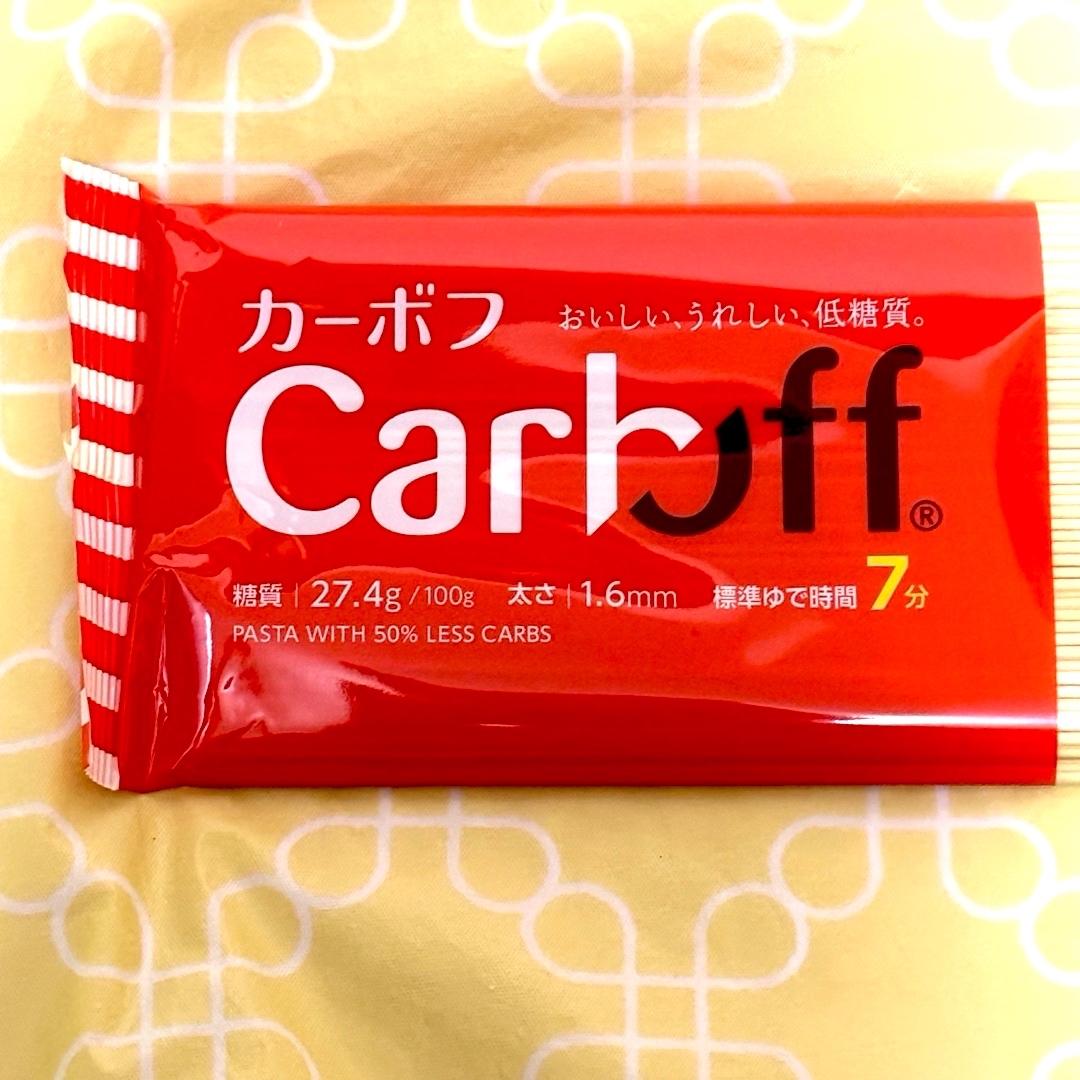 カーボフ おいしい、うれしい、低糖質。
Carboff®
糖質 | 27.4g /100g 太さ | 1.6mm 標準ゆで時間 7分
PASTA WITH 50% LESS CARBS